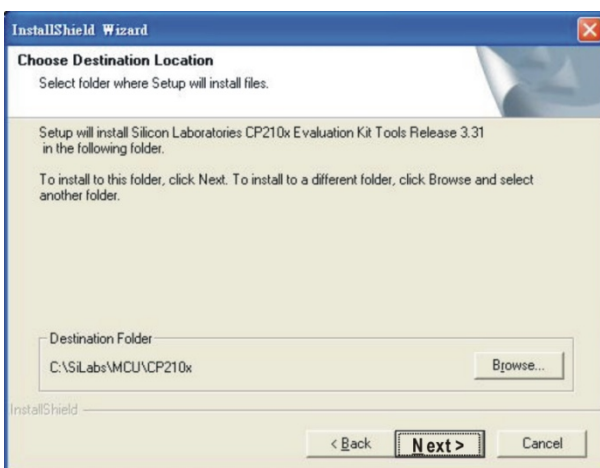 InstallShield Wizard
Choose Destination Location
Select folder where Setup will install files.
Setup will install Silicon Laboratories CP210x Evaluation Kit Tools Release 3.31
in the following folder.
To install to this folder, click Next. To install to a different folder, click Browse and select
another folder.
Destination Folder
C:\SiLabs\MCU\CP210x
Browse...
InstallShield
< Back
Next >
Cancel